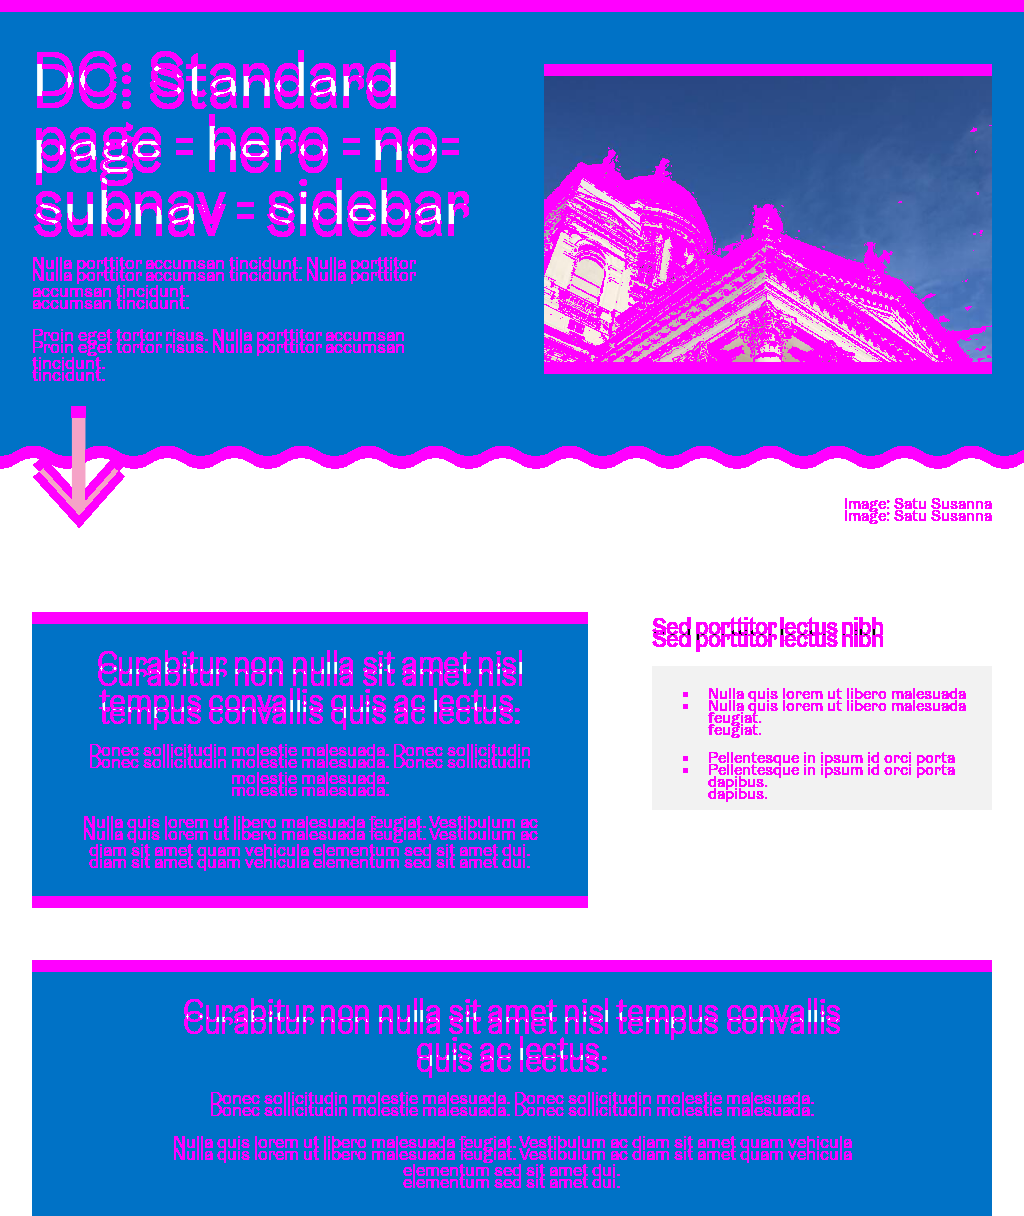 DC: Standard
page - hero - no-
subnav - sidebar
Nulla porttitor accumsan tincidunt. Nulla porttitor
accumsan tincidunt.
Proin eget tortor risus. Nulla porttitor accumsan
tincidunt.
Image: Satu Susanna
Curabitur non nulla sit amet nisl
tempus convallis quis ac lectus.
Donec sollicitudin molestie malesuada. Donec sollicitudin
molestie malesuada.
Nulla quis lorem ut libero malesuada feugiat. Vestibulum ac
diam sit amet quam vehicula elementum sed sit amet dui.
Sed porttitor lectus nibh
Nulla quis lorem ut libero malesuada
feugiat.
Pellentesque in ipsum id orci porta
dapibus.
Curabitur non nulla sit amet nisl tempus convallis
quis ac lectus.
Donec sollicitudin molestie malesuada. Donec sollicitudin molestie malesuada.
Nulla quis lorem ut libero malesuada feugiat. Vestibulum ac diam sit amet quam vehicula
elementum sed sit amet dui.